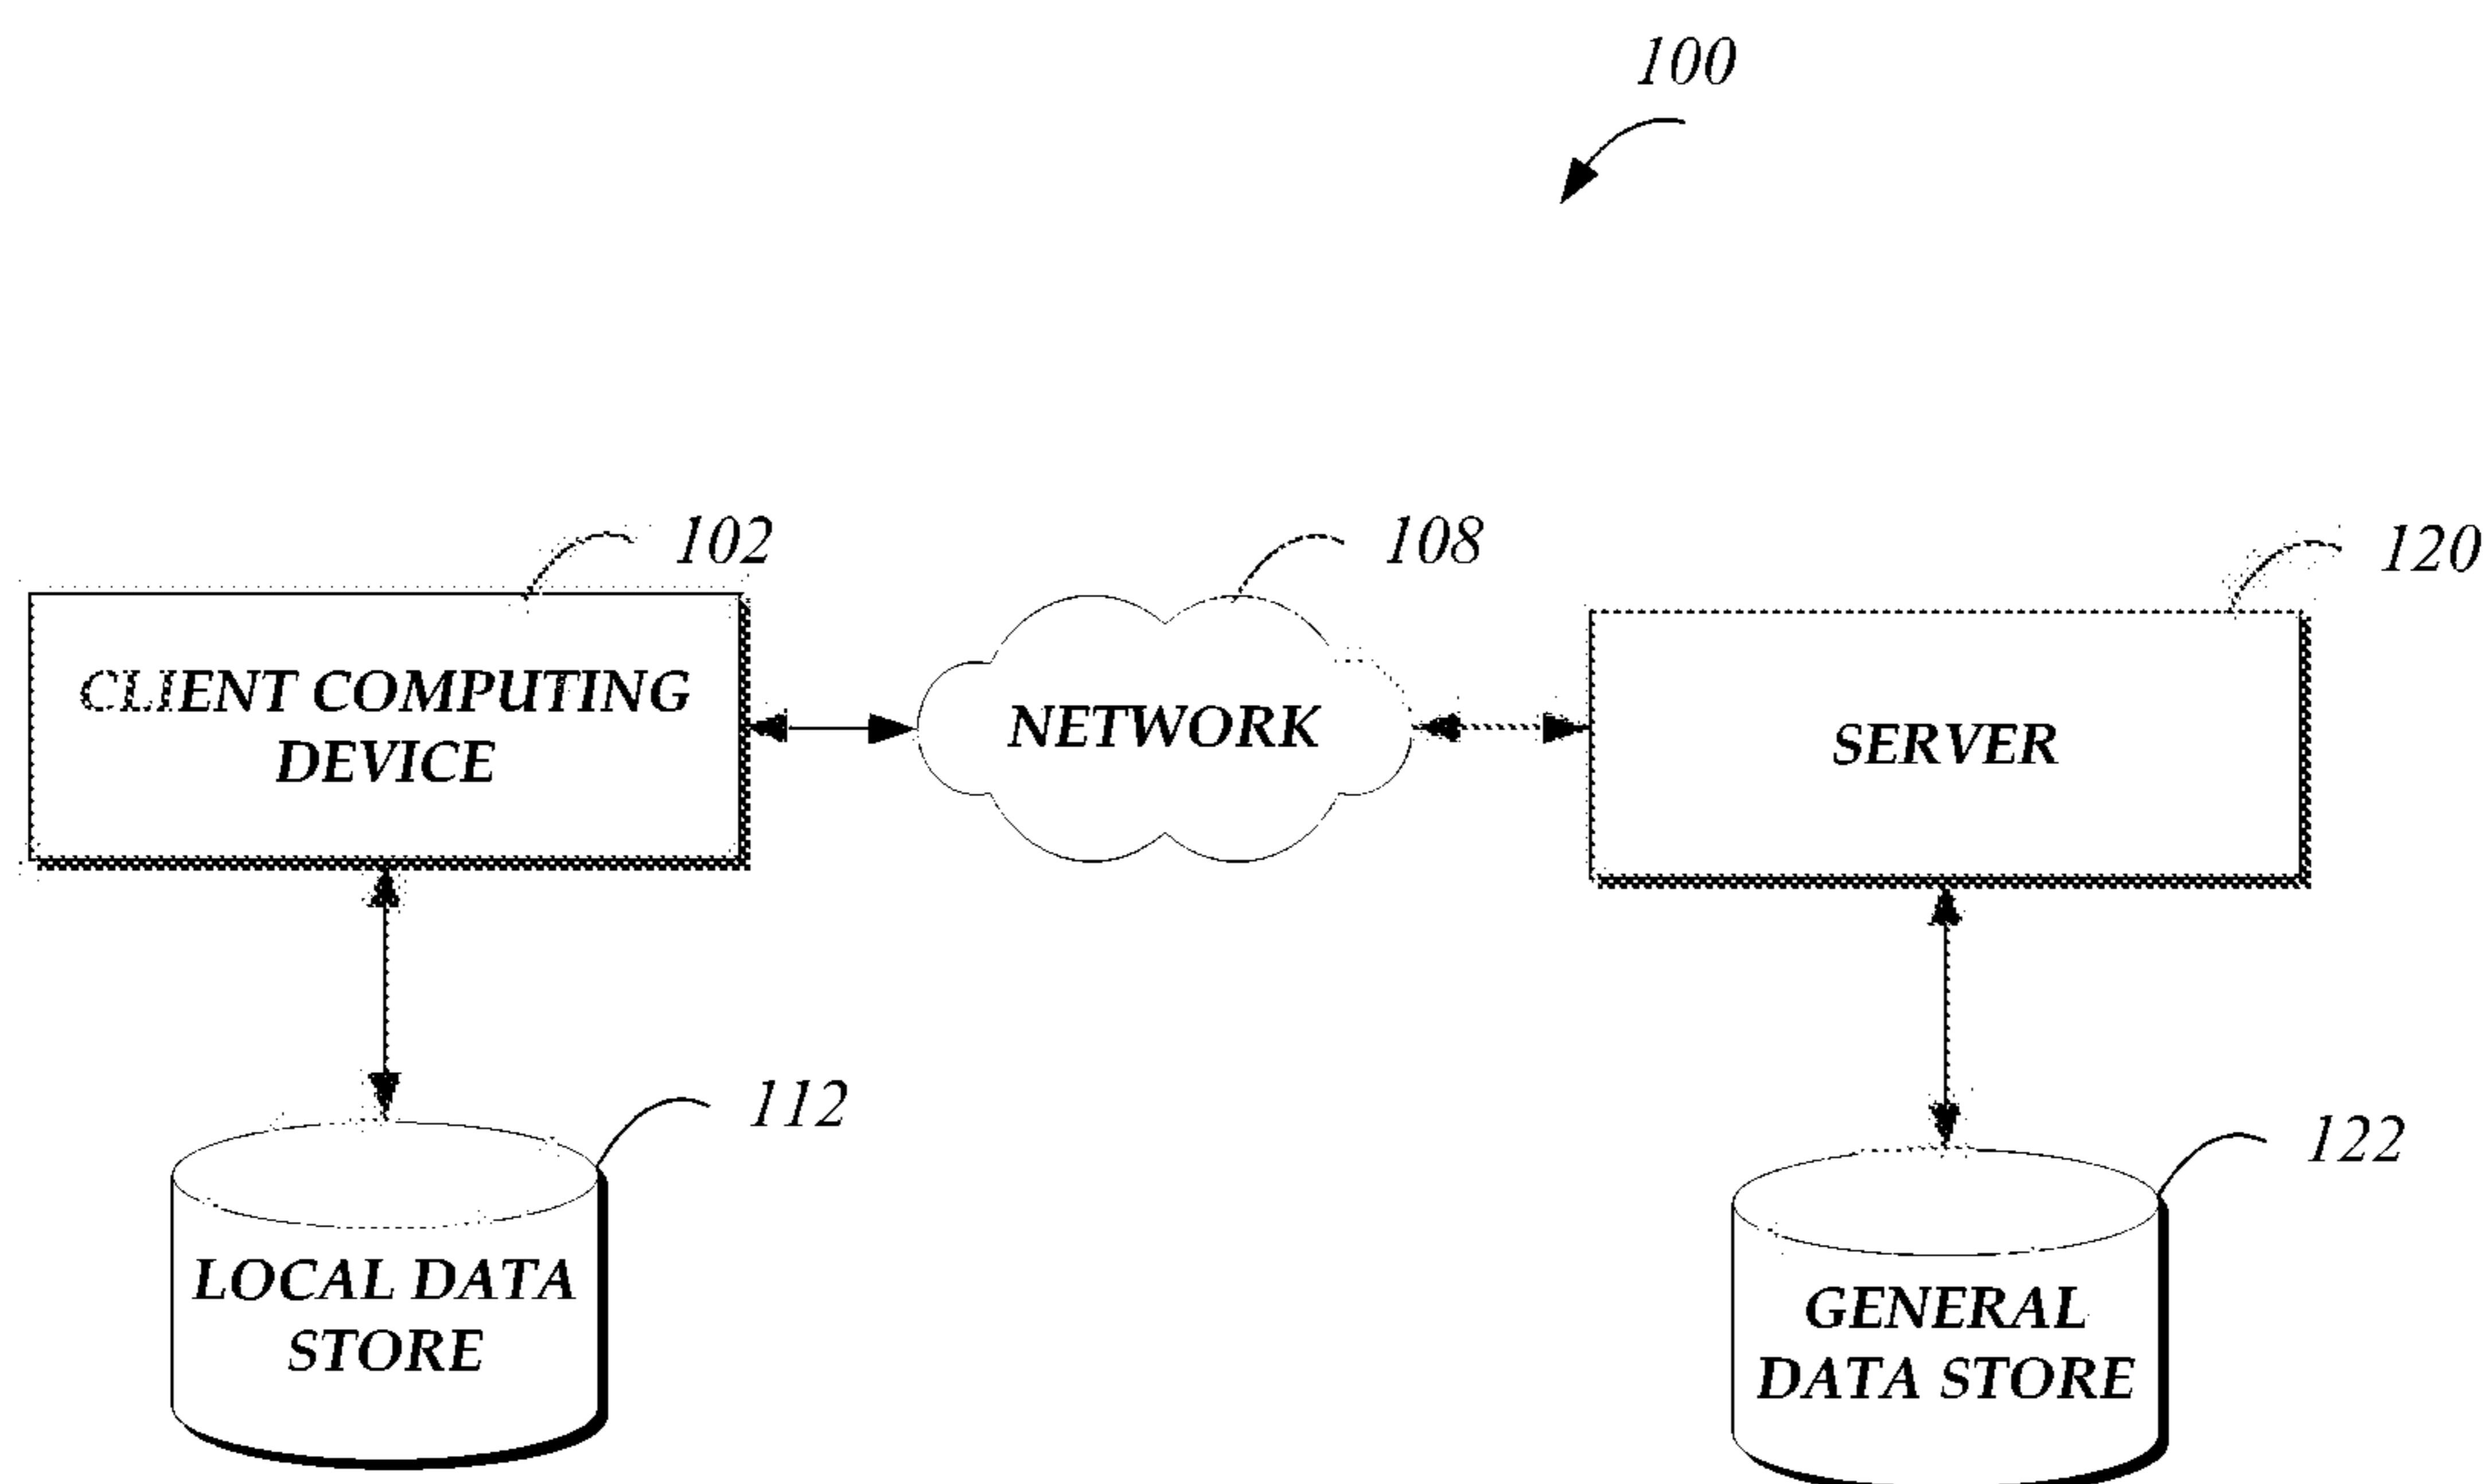 100
102
108
120
CLIENT COMPUTING
DEVICE
NETWORK
SERVER
112
122
LOCAL DATA
STORE
GENERAL
DATA STORE